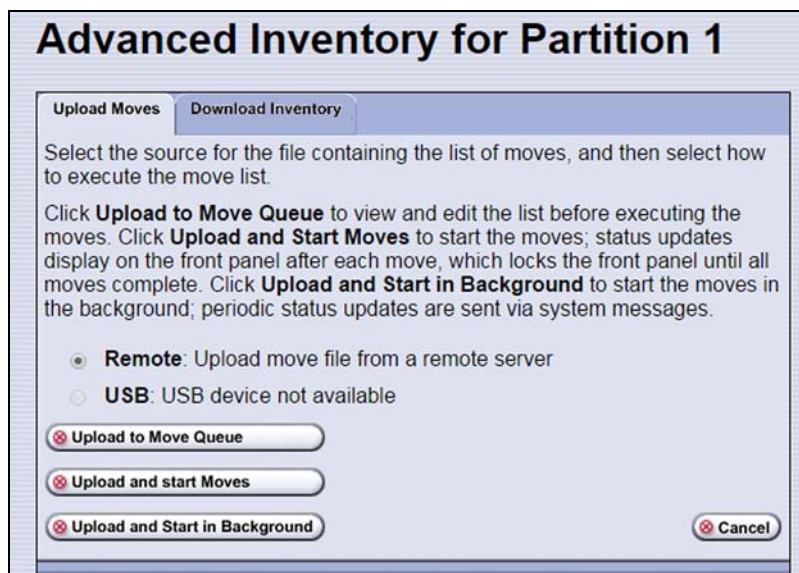 Advanced Inventory for Partition 1
Upload Moves
Download Inventory
Select the source for the file containing the list of moves, and then select how
to execute the move list.
Click Upload to Move Queue to view and edit the list before executing the
moves. Click Upload and Start Moves to start the moves; status updates
display on the front panel after each move, which locks the front panel until all
moves complete. Click Upload and Start in Background to start the moves in
the background; periodic status updates are sent via system messages.
Remote: Upload move file from a remote server
USB: USB device not available
Upload to Move Queue
Upload and start Moves
Upload and Start in Background
Cancel